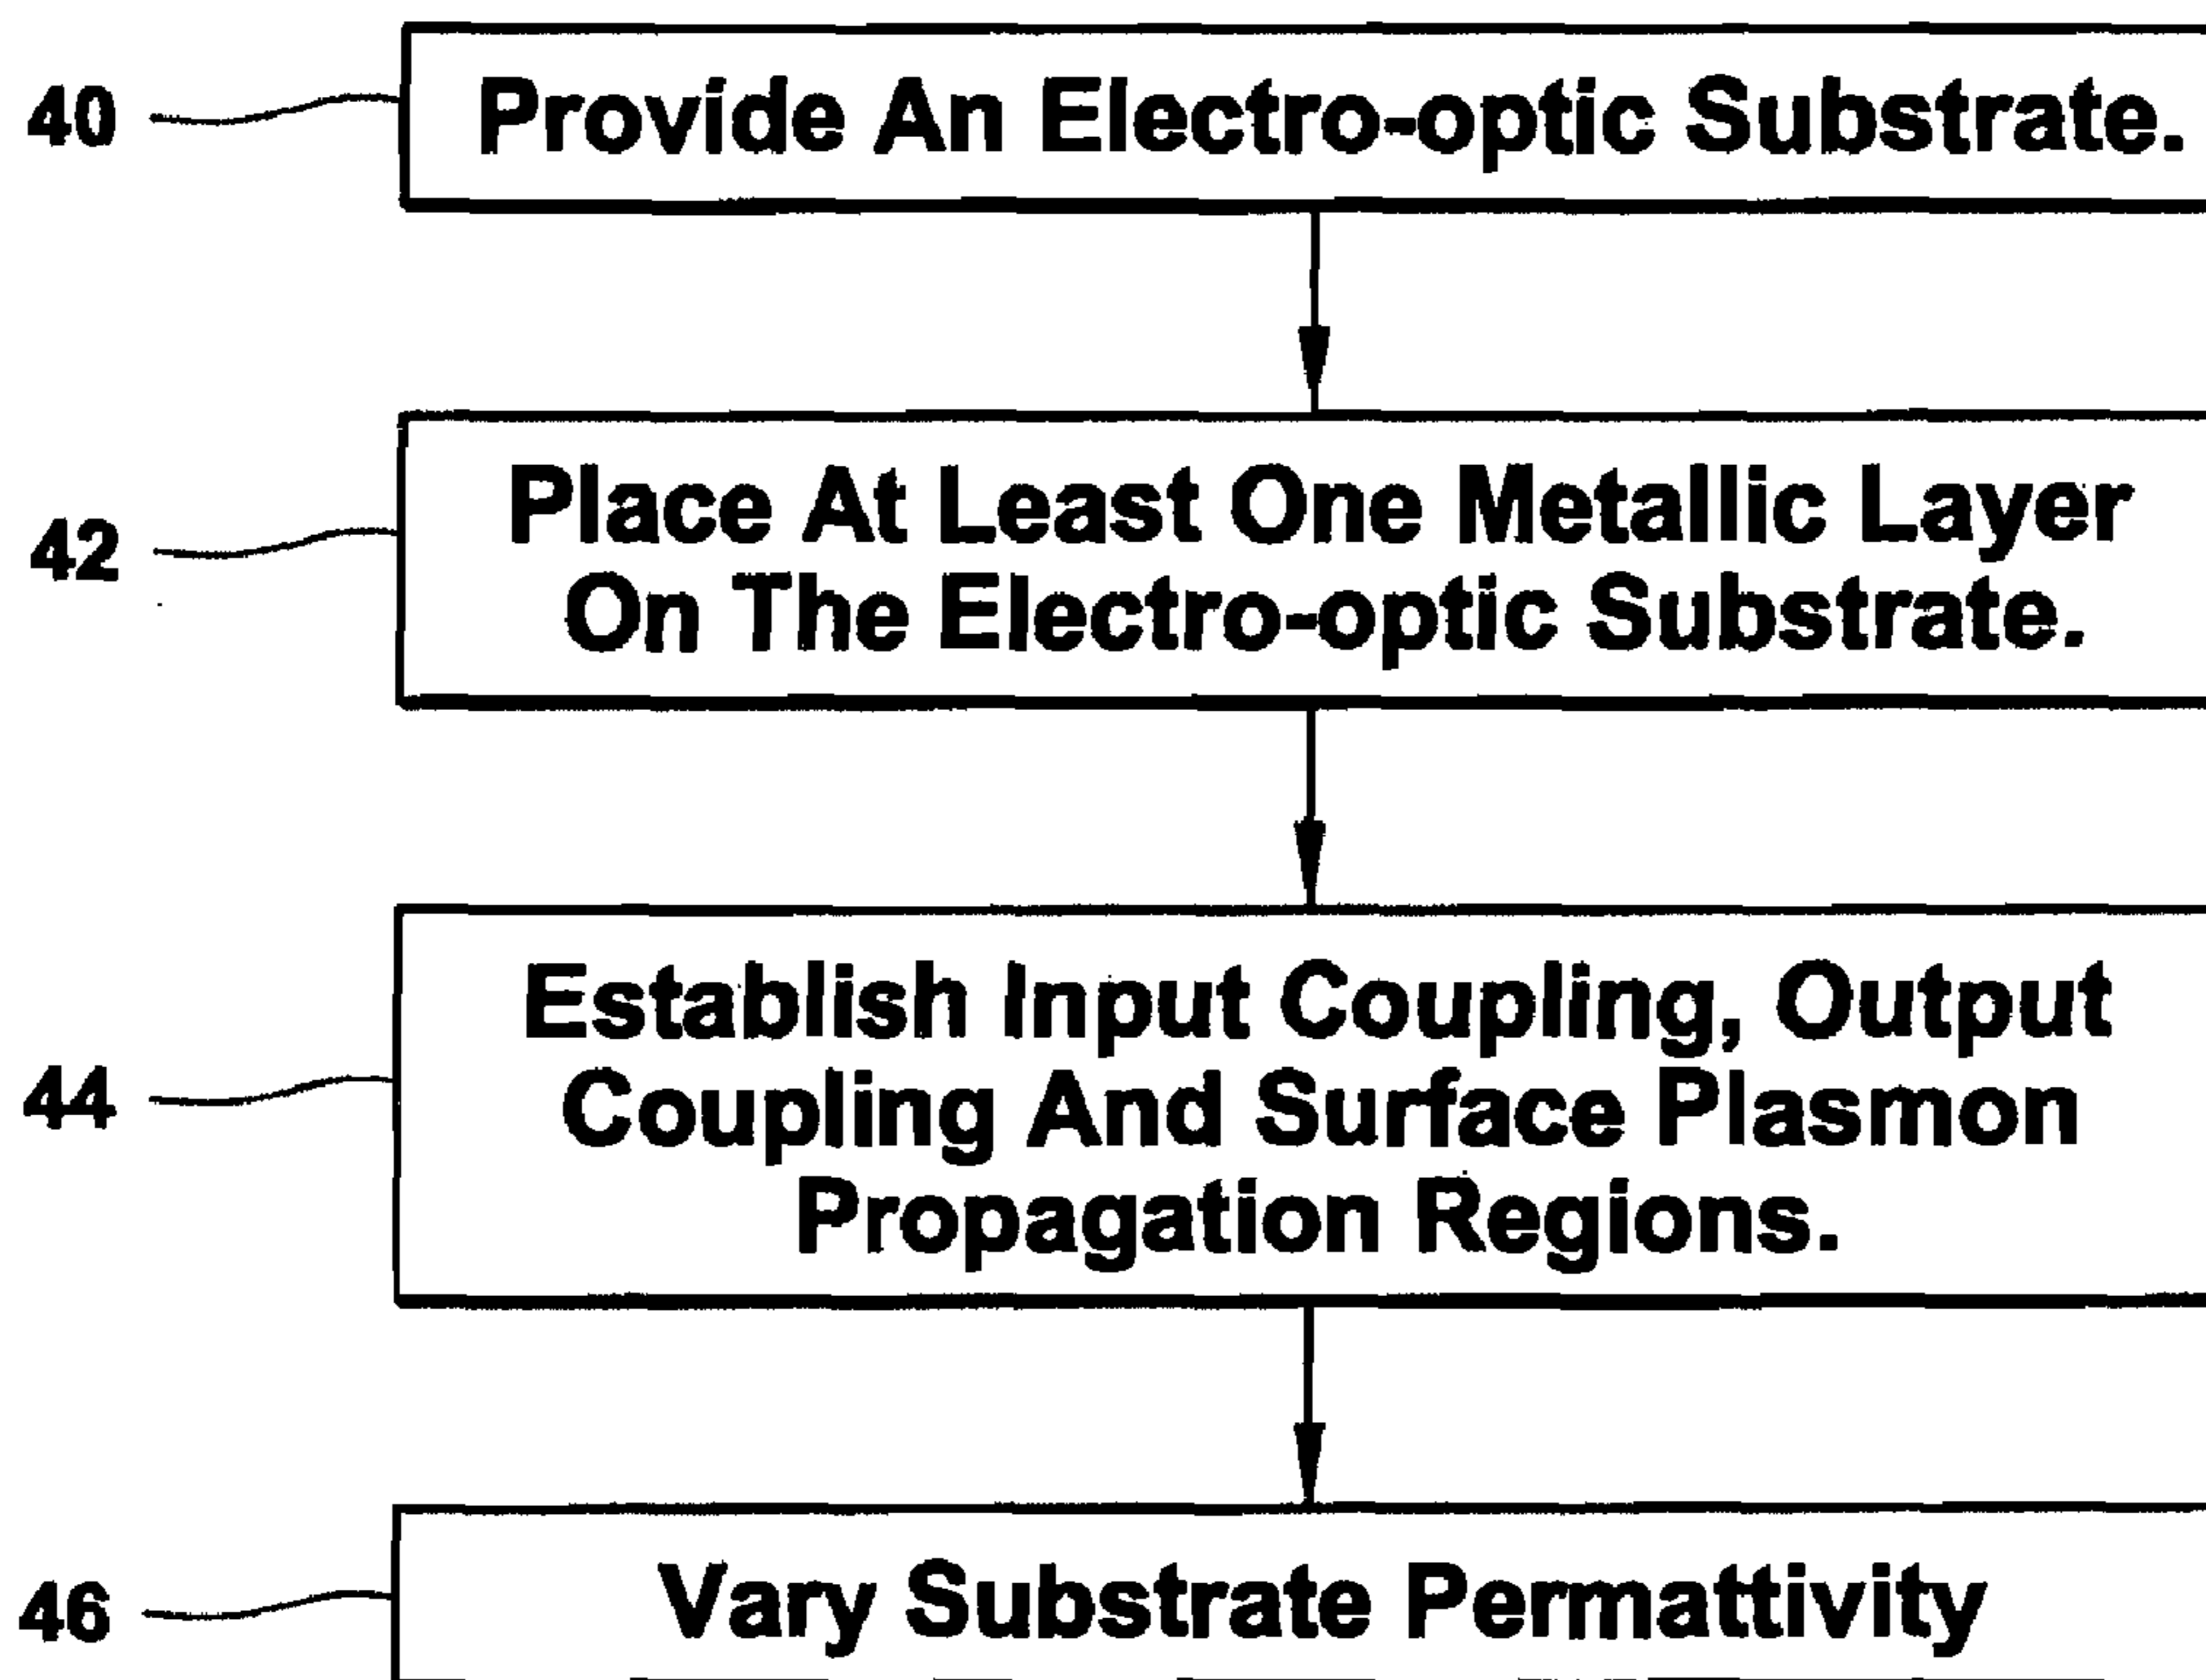 40 Provide An Electro-optic Substrate.
42 Place At Least One Metallic Layer
On The Electro-optic Substrate.
Establish Input Coupling, Output
44 Coupling And Surface Plasmon
Propagation Regions.
46 Vary Substrate Permattivity